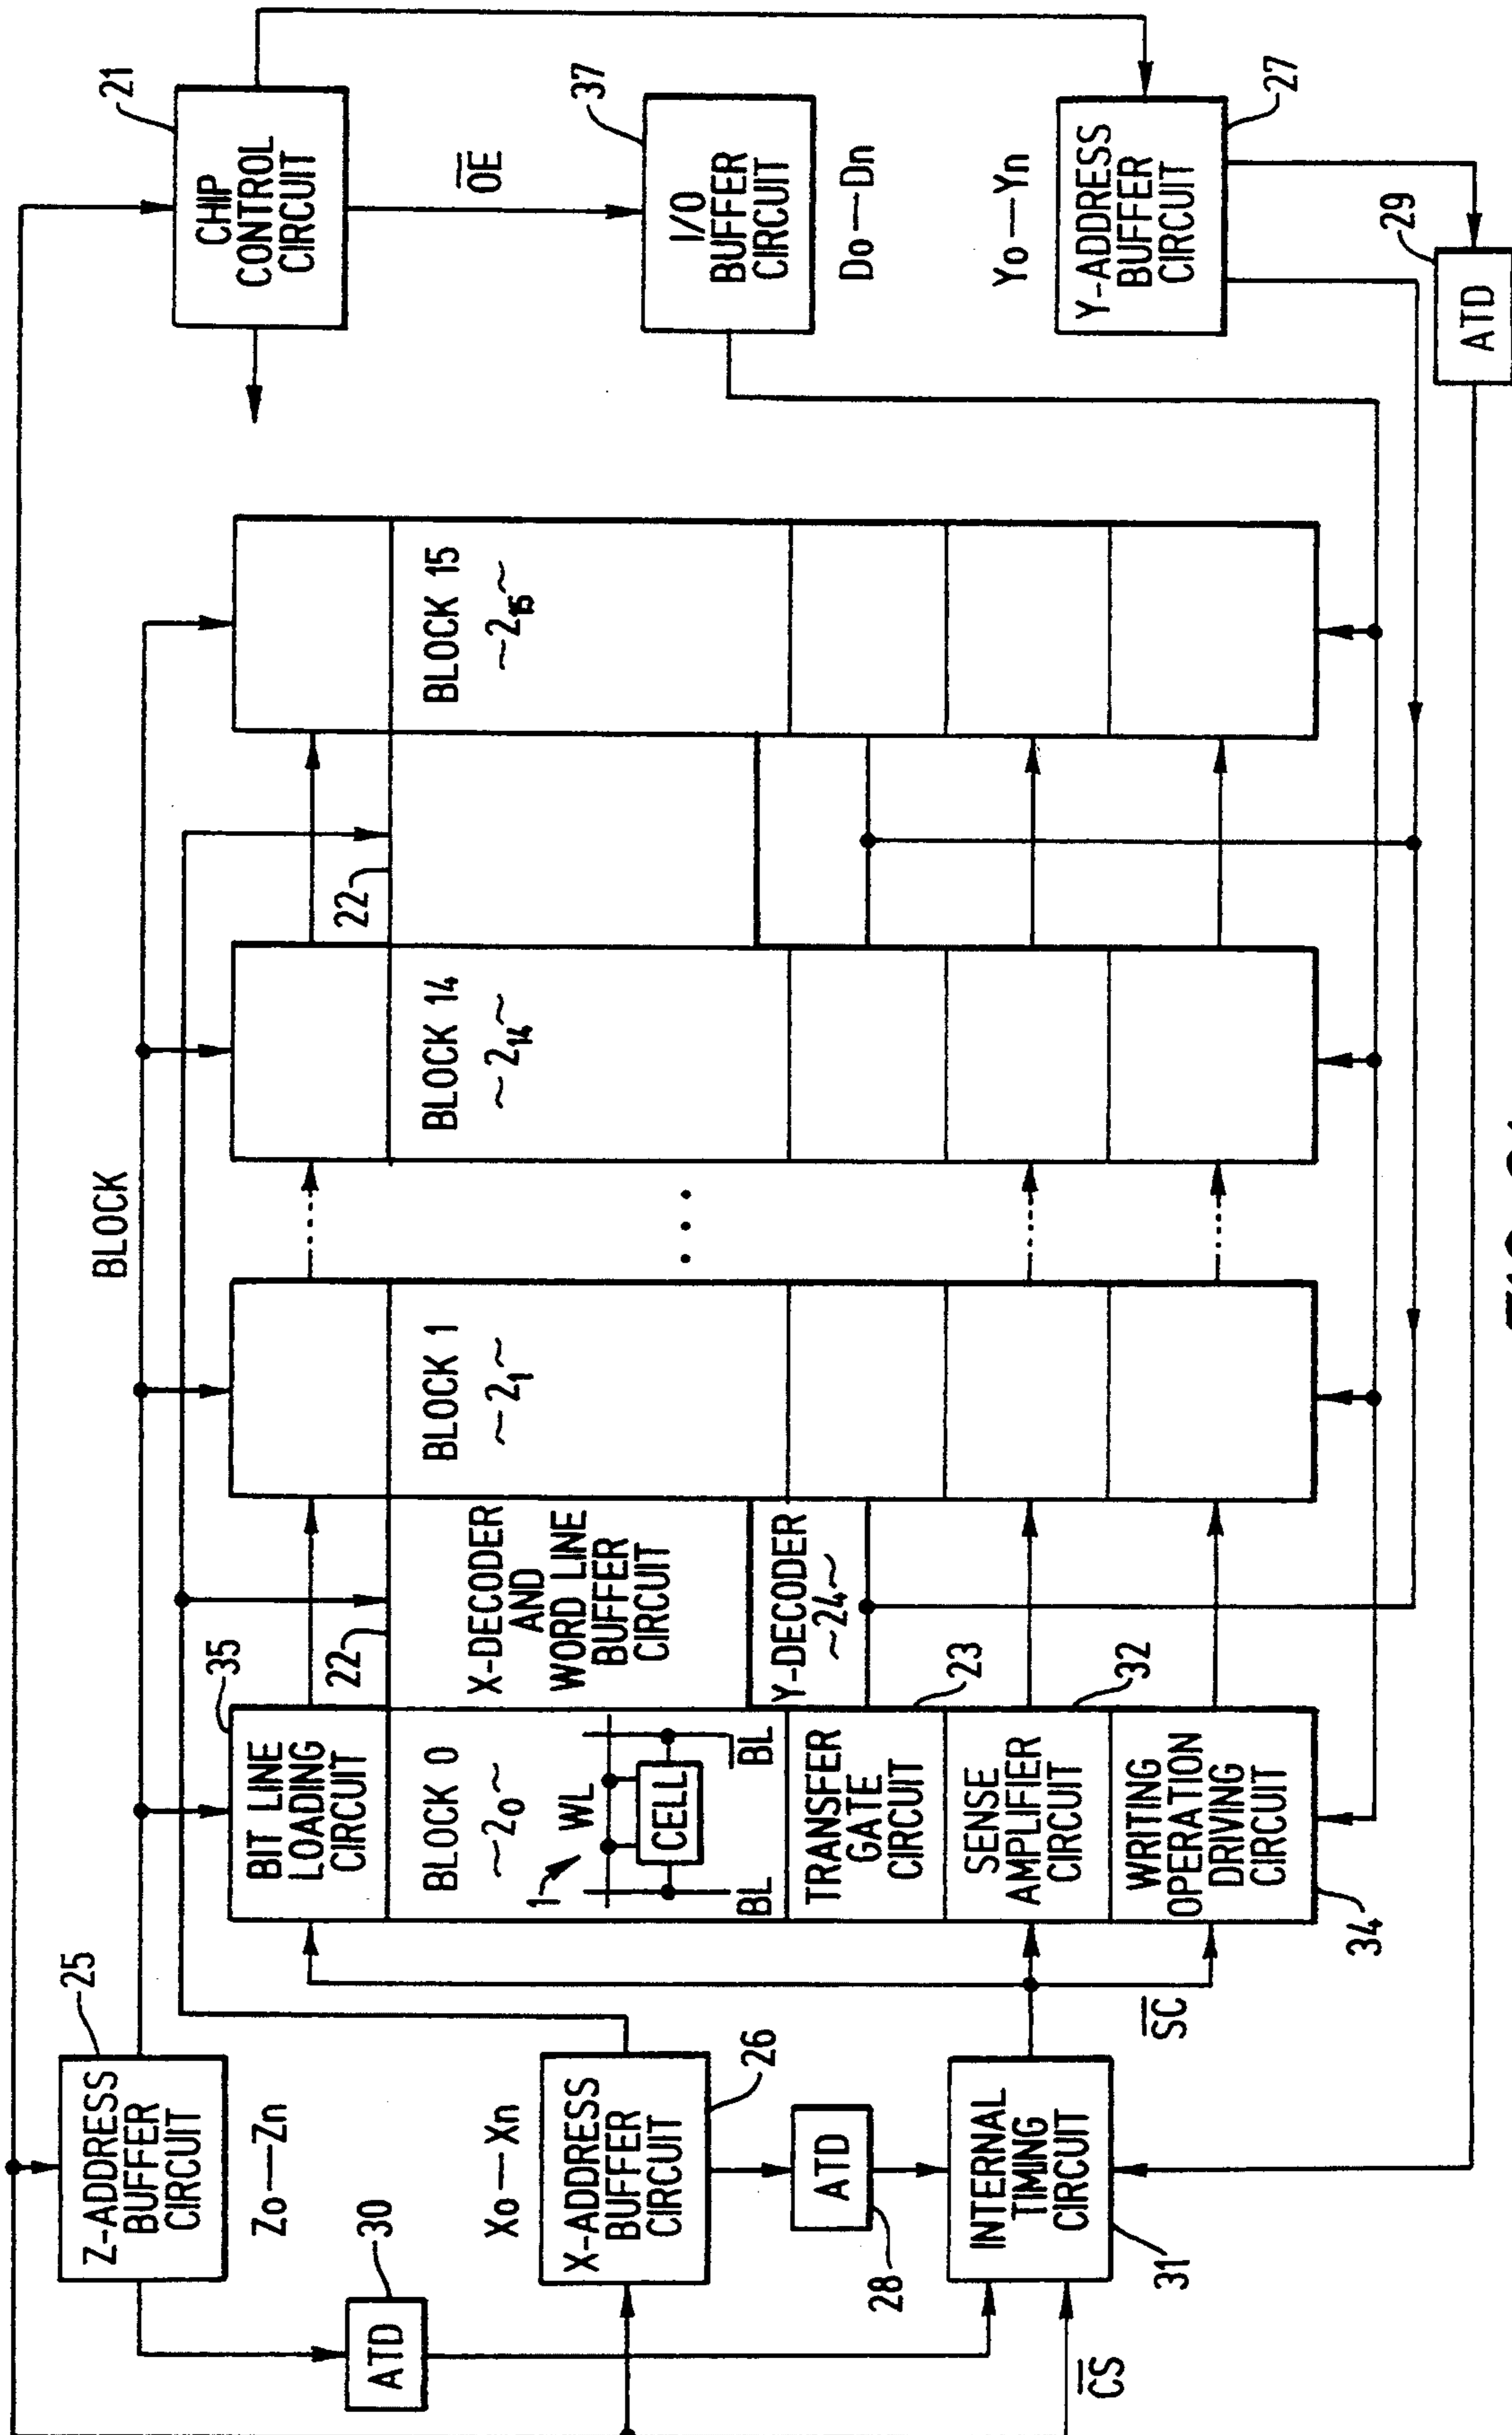 Z-ADDRESS
BUFFER
CIRCUIT
25
Zo—Zn
ATD
30
Xo—Xn
X-ADDRESS
BUFFER
CIRCUIT
26
ATD
28
INTERNAL
TIMING
CIRCUIT
31
CS
SC
BLOCK
BIT LINE
LOADING
CIRCUIT
35
22
BLOCK 0
~20~
1
WL
CELL
BL
BL
TRANSFER
GATE
CIRCUIT
23
SENSE
AMPLIFIER
CIRCUIT
32
WRITING
OPERATION
DRIVING
CIRCUIT
34
X-DECODER
AND
WORD LINE
BUFFER
CIRCUIT
Y-DECODER
~24~
BLOCK 1
~21~
...
BLOCK 14
~214~
22
BLOCK 15
~215~
CHIP
CONTROL
CIRCUIT
21
OE
I/O
BUFFER
CIRCUIT
37
Do—Dn
Yo—Yn
Y-ADDRESS
BUFFER
CIRCUIT
27
ATD
29